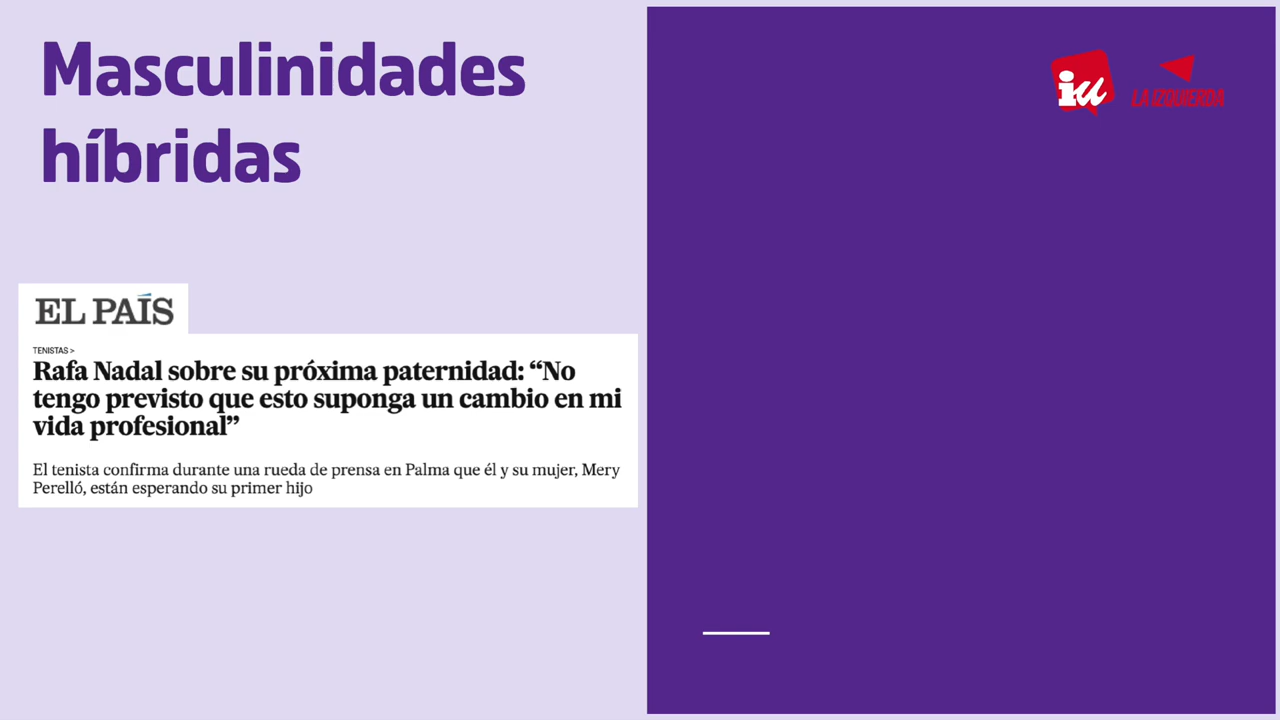 Masculinidades
híbridas
iu
LA IZQUIERDA
EL PAÍS
TENISTAS >
Rafa Nadal sobre su próxima paternidad: “No
tengo previsto que esto suponga un cambio en mi
vida profesional”
El tenista confirma durante una rueda de prensa en Palma que él y su mujer, Mery
Perelló, están esperando su primer hijo